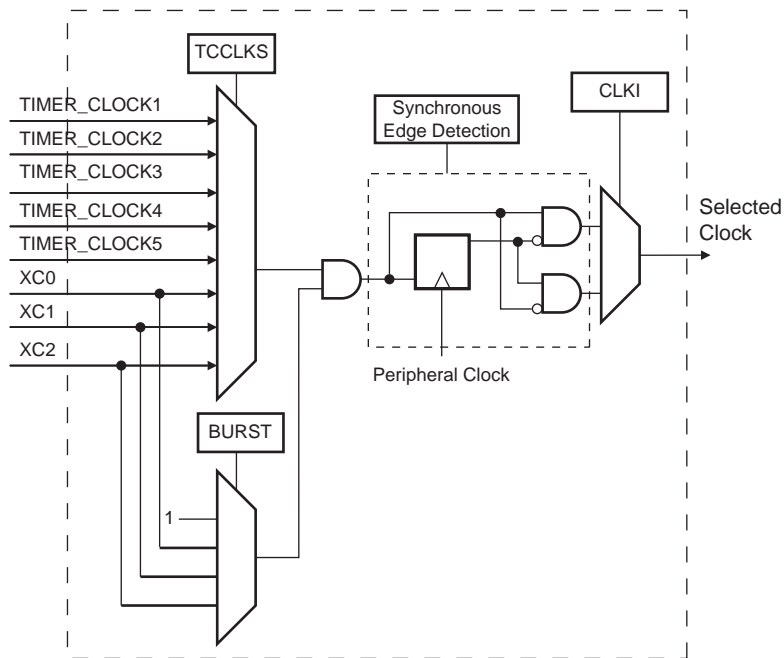 TCCLKS
CLKI
TIMER_CLOCK1
Synchronous
Edge Detection
TIMER_CLOCK2
TIMER_CLOCK3
TIMER_CLOCK4
Selected
Clock
TIMER_CLOCK5
XC0
XC1
XC2
Peripheral Clock
BURST
1